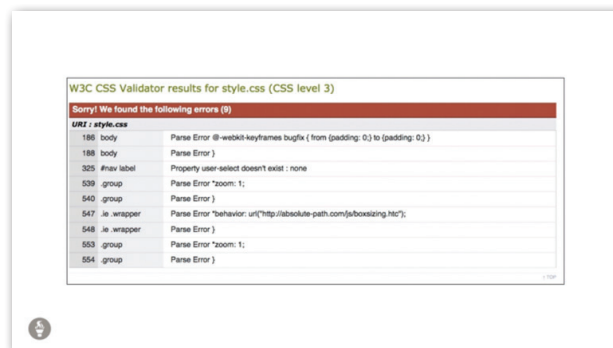 W3C CSS Validator results for style.css (CSS level 3)
Sorry! We found the following errors (9)
URI : style.css
186 body Parse Error @-webkit-keyframes bugfix { from {padding: 0;} to {padding: 0;} }
188 body Parse Error }
325 #nav label Property user-select doesn't exist : none
539 .group Parse Error *zoom: 1;
540 .group Parse Error }
547 .ie .wrapper Parse Error *behavior: url("http://absolute-path.com/js/boxsizing.htc");
548 .ie .wrapper Parse Error }
553 .group Parse Error *zoom: 1;
554 .group Parse Error }
↑ TOP